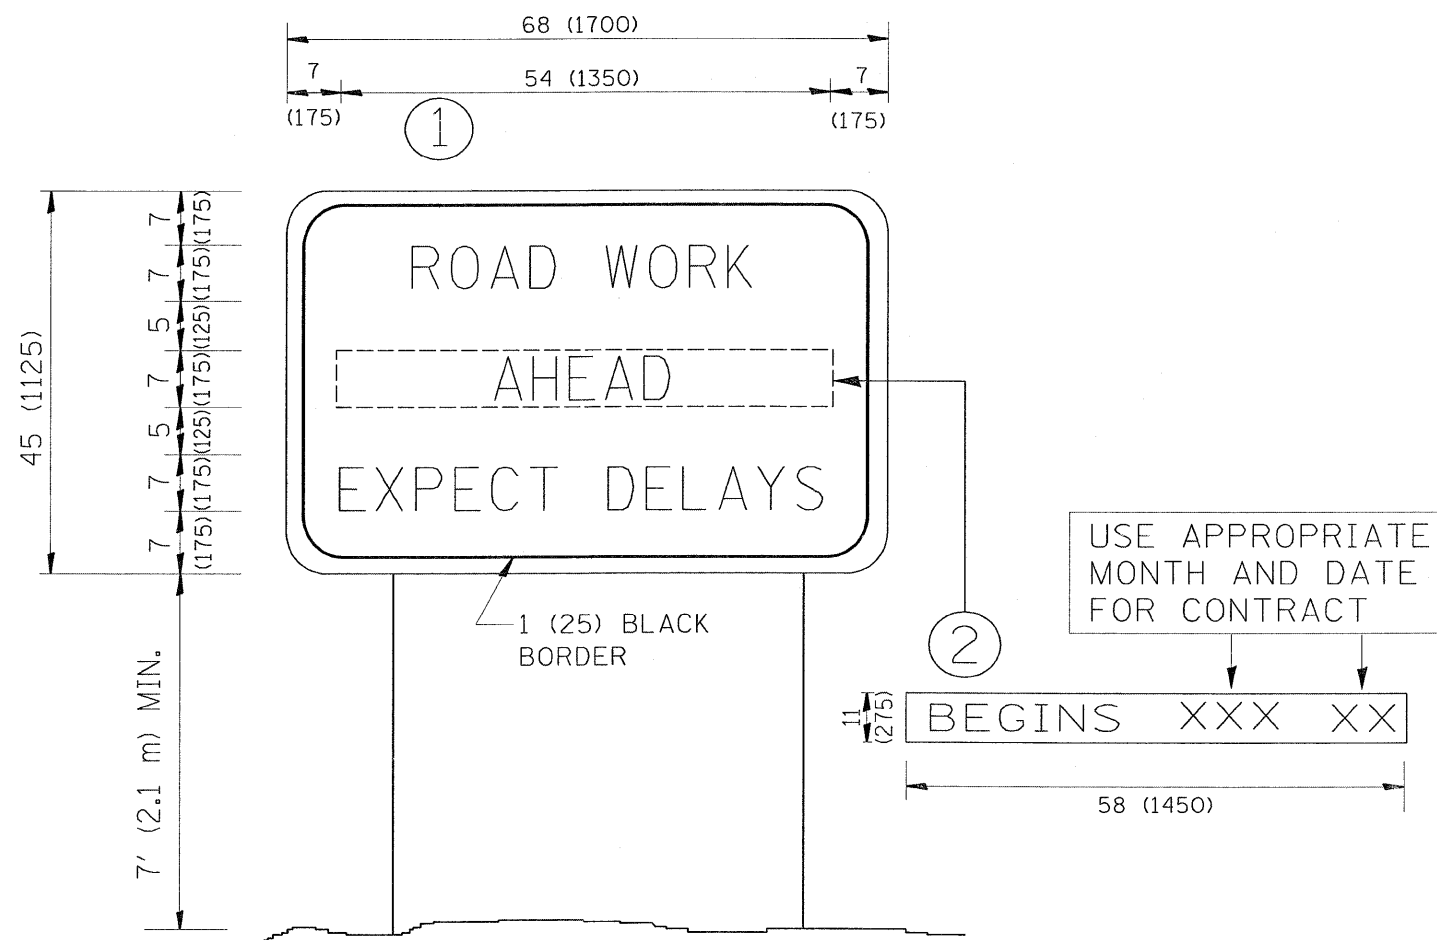 68 (1700)
7
54 (1350)
7
(175)
(175)
1
45 (1125)
7 (175)
7 (175)
5 (125)
7 (175)
5 (125)
7 (175)
7 (175)
ROAD WORK
AHEAD
EXPECT DELAYS
1 (25) BLACK
BORDER
7' (2.1 m) MIN.
USE APPROPRIATE
MONTH AND DATE
FOR CONTRACT
2
11
(275)
BEGINS XXX XX
58 (1450)